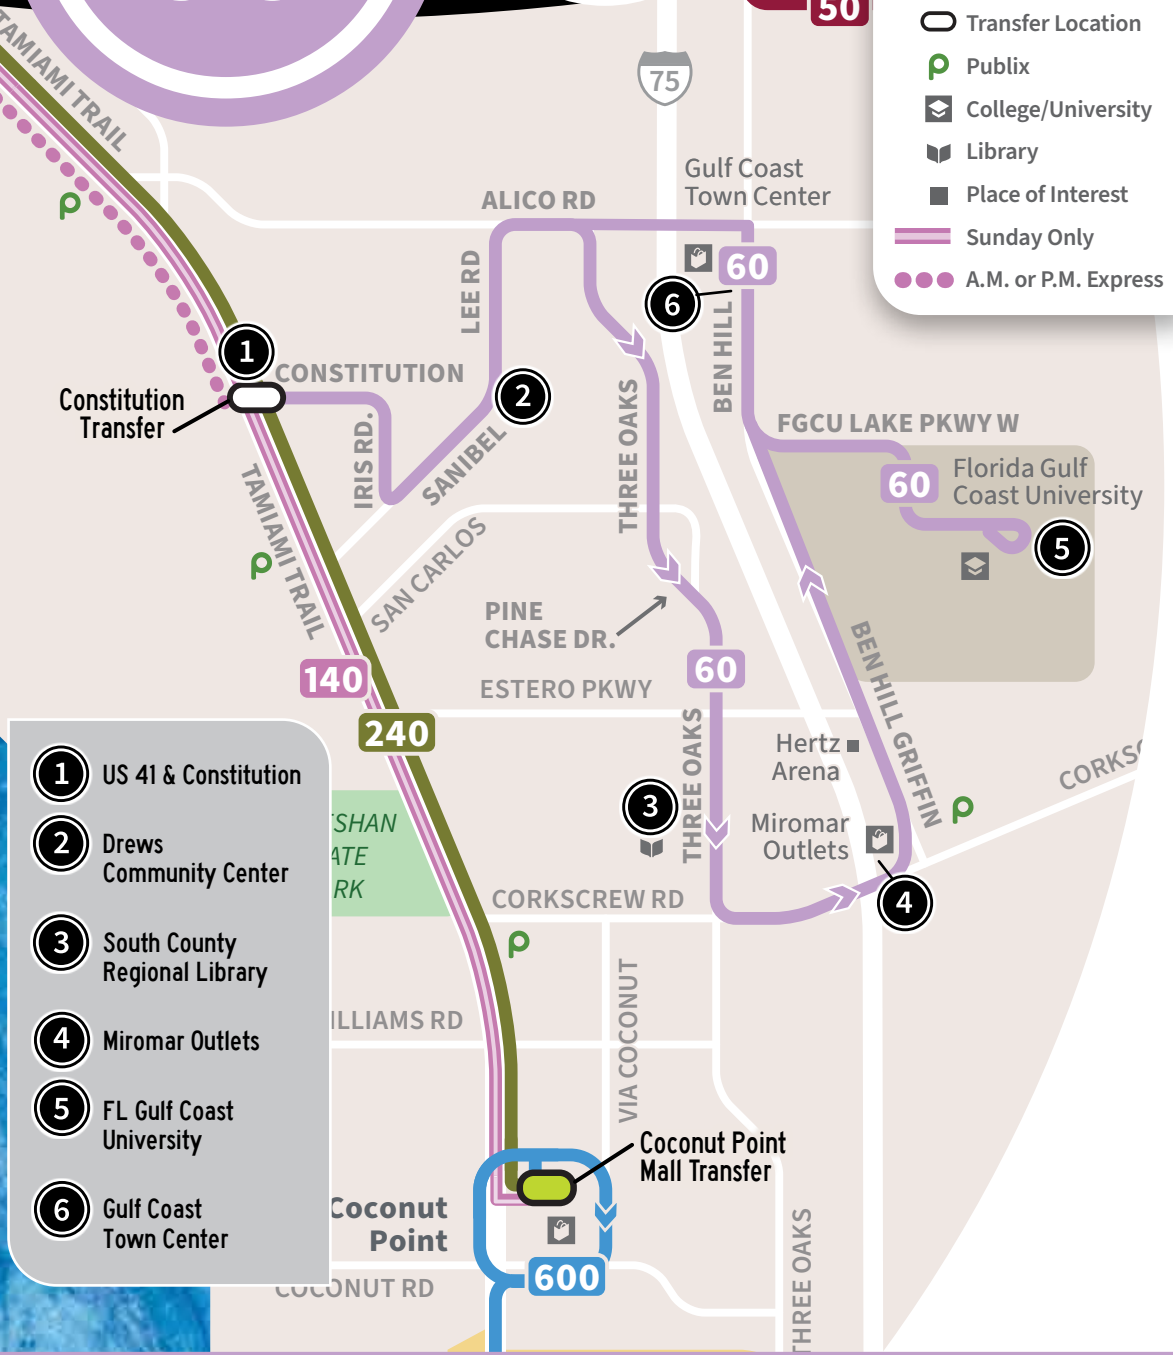 50
Transfer Location
Publix
College/University
Library
Place of Interest
Sunday Only
A.M. or P.M. Express
TAMIAMI TRAIL
75
Gulf Coast
Town Center
ALICO RD
LEE RD
60
6
BEN HILL
1
CONSTITUTION
Constitution
Transfer
2
IRIS RD.
SANIBEL
THREE OAKS
FGCU LAKE PKWY W
60
Florida Gulf
Coast University
5
TAMIAMI TRAIL
SAN CARLOS
PINE
CHASE DR.
60
140
ESTERO PKWY
240
BEN HILL GRIFFIN
Hertz
Arena
THREE OAKS
3
Miromar
Outlets
CORKSC
4
ESHAN
ATE
RK
CORKSCREW RD
ILLIAMS RD
VIA COCONUT
Coconut Point
Mall Transfer
Coconut
Point
600
COCONUT RD
THREE OAKS
1 US 41 & Constitution
2 Drews
Community Center
3 South County
Regional Library
4 Miromar Outlets
5 FL Gulf Coast
University
6 Gulf Coast
Town Center